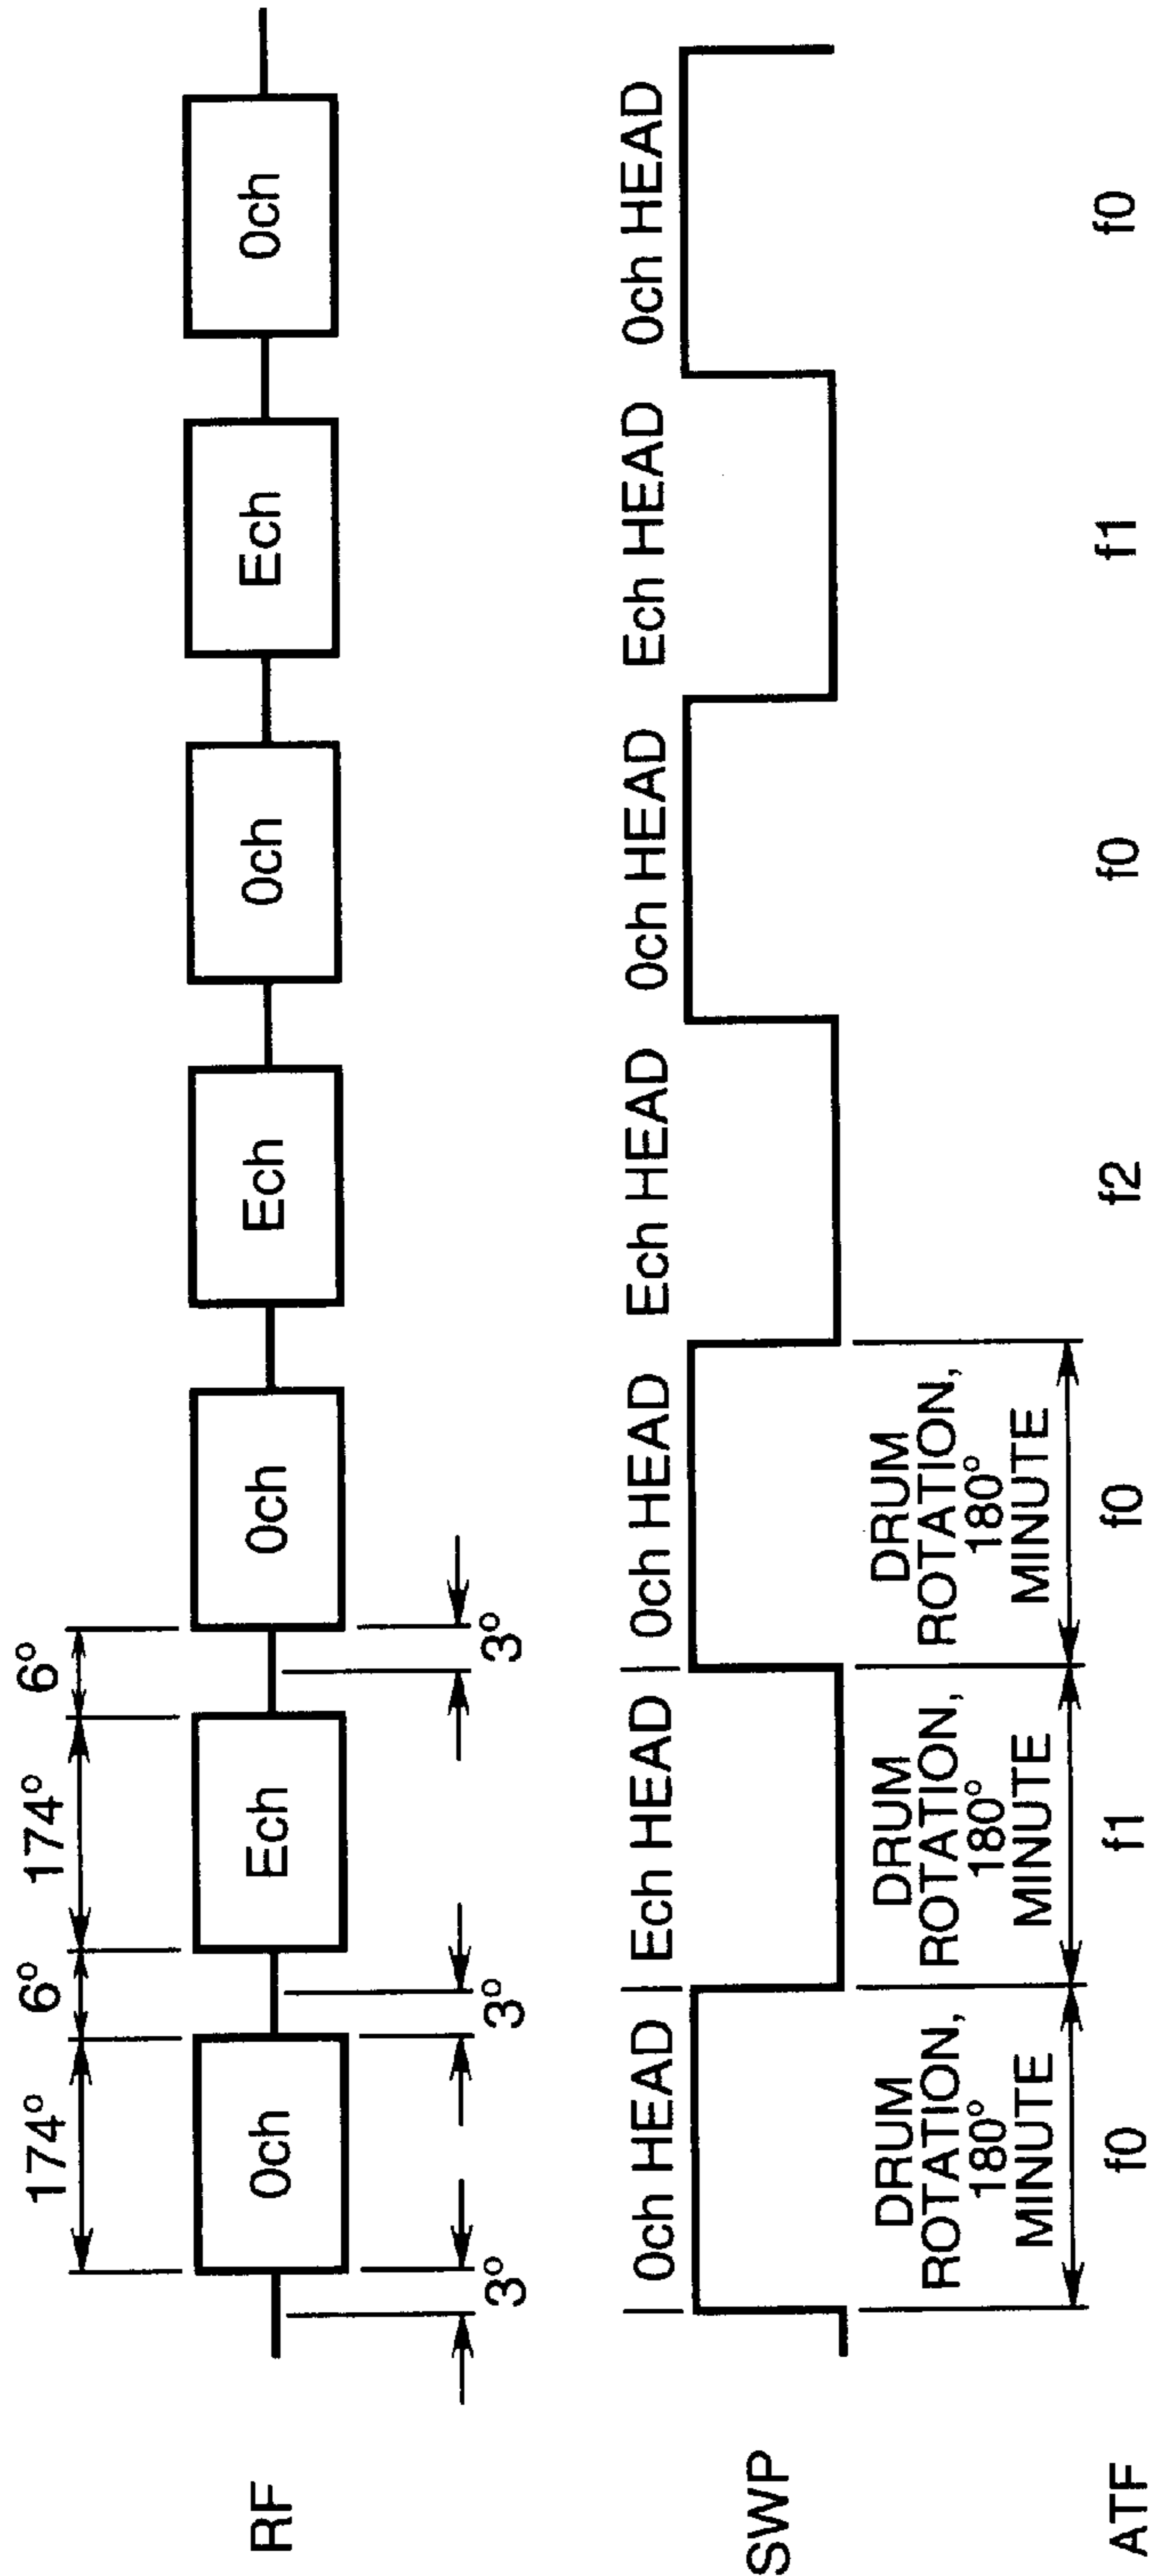 174° 6° 174° 6°
RF 0ch Ech 0ch Ech 0ch Ech 0ch
3° 3° 3°
0ch HEAD Ech HEAD 0ch HEAD Ech HEAD 0ch HEAD Ech HEAD 0ch HEAD
SWP
DRUM
ROTATION,
180°
MINUTE
DRUM
ROTATION,
180°
MINUTE
DRUM
ROTATION,
180°
MINUTE
ATF f0 f1 f0 f2 f0 f1 f0